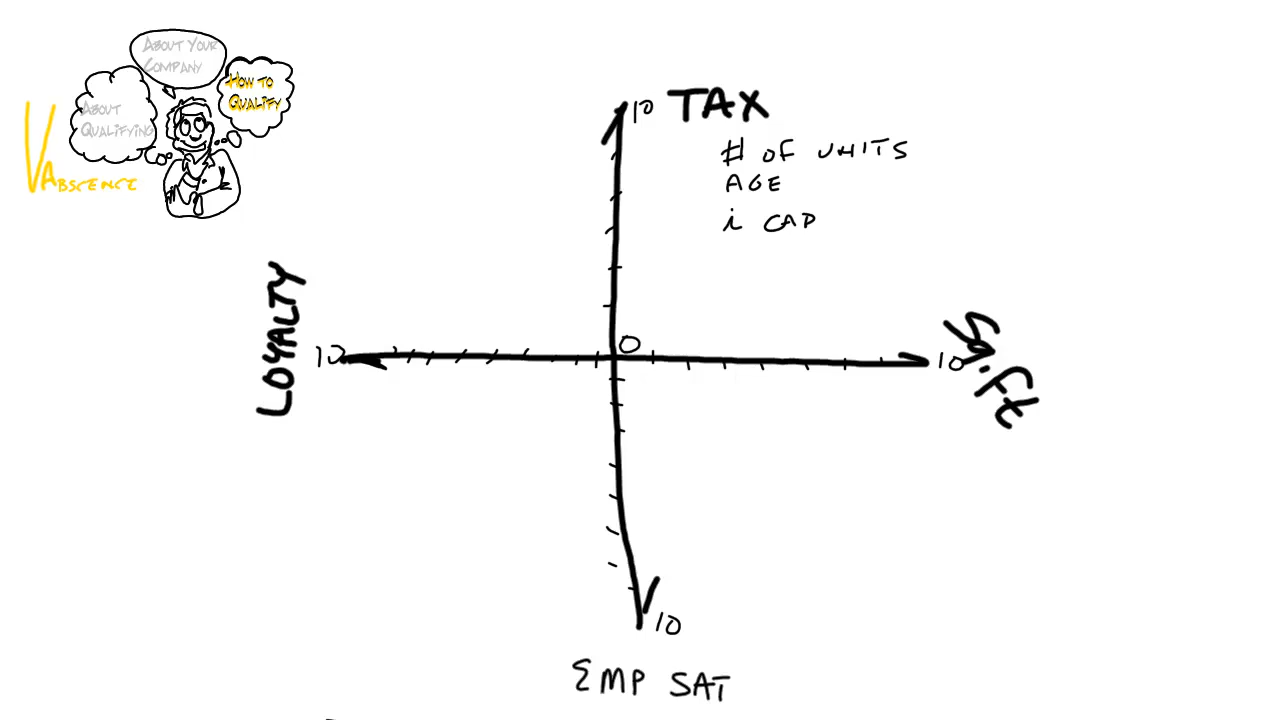 About Your
Company
How to
Qualify
About
Qualifying
VAbscence
10 TAX
# OF UNITS
AGE
i CAP
LOYALTY
10
0
10
Sq.Ft
10
EMP SAT